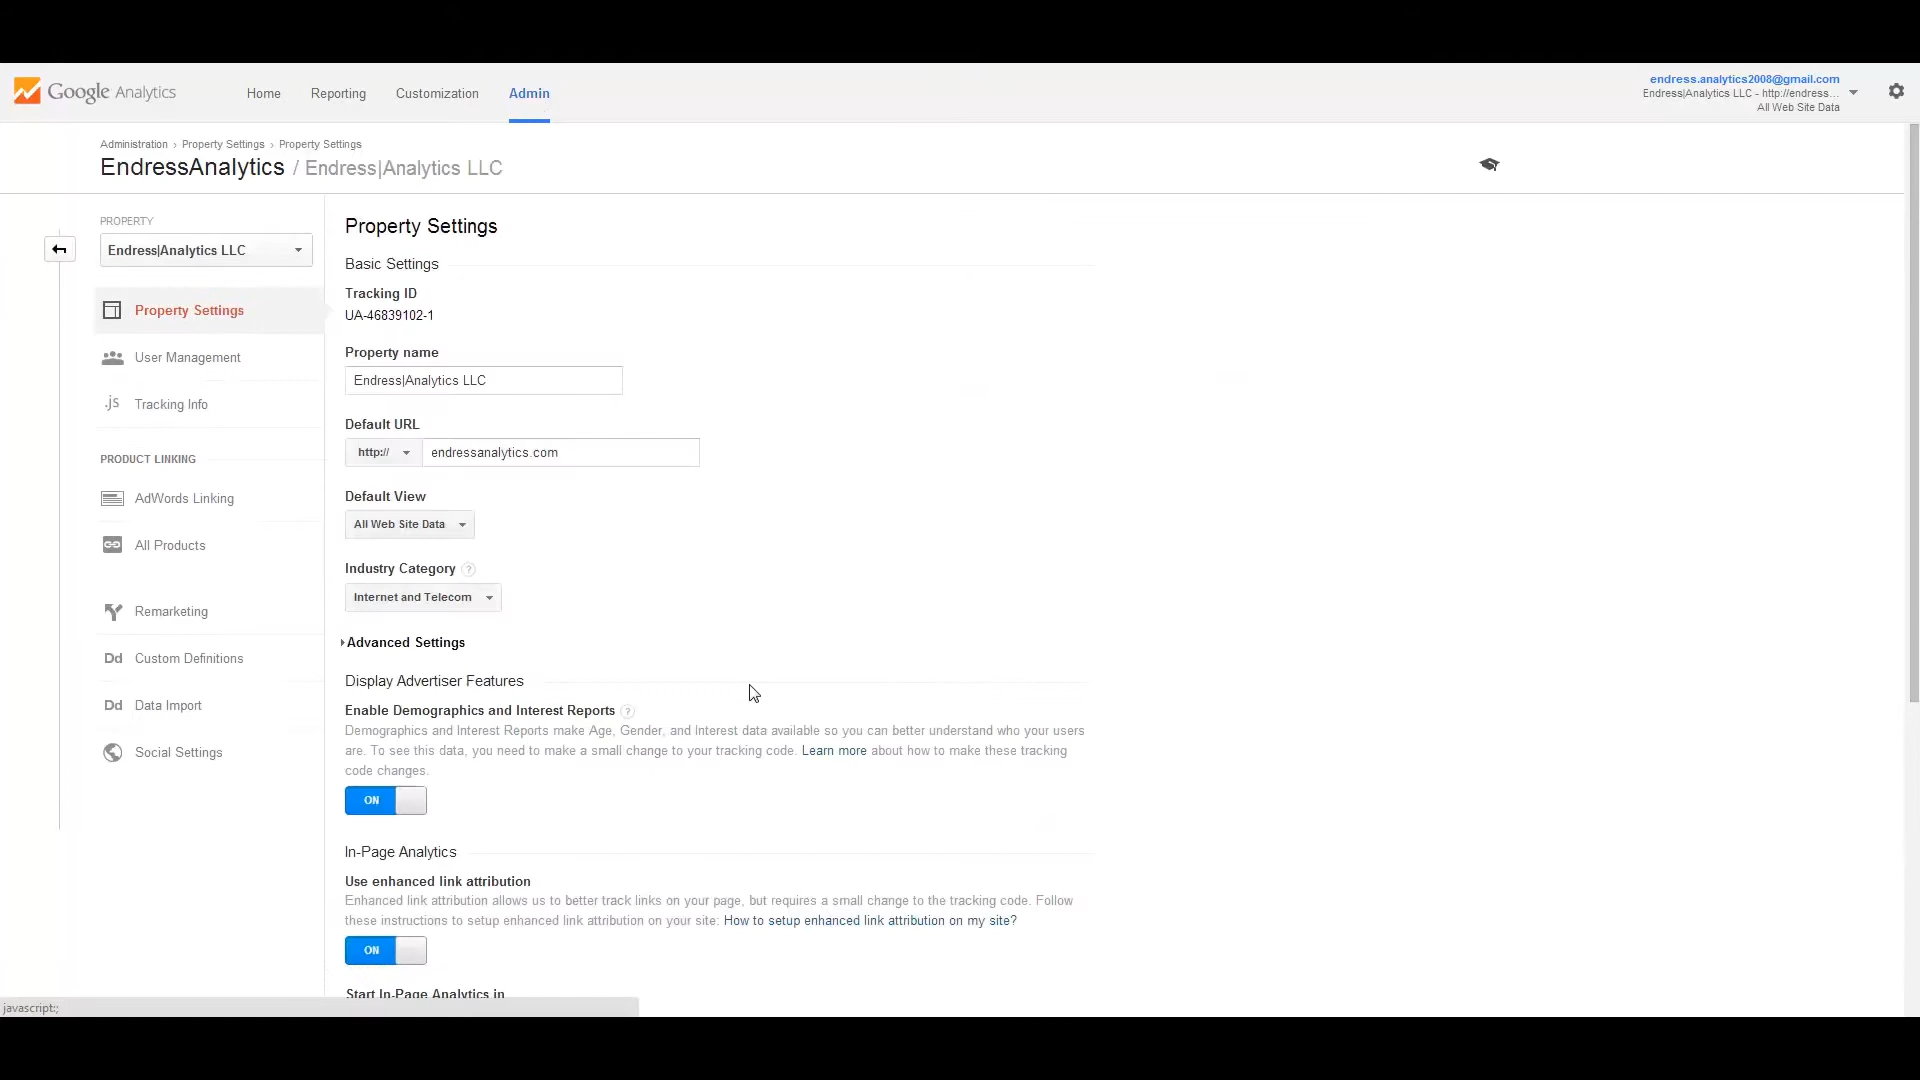 Google Analytics
Home
Reporting
Customization
Admin
endress.analytics2008@gmail.com
Endress|Analytics LLC - http://endress...
All Web Site Data
Administration › Property Settings › Property Settings
EndressAnalytics / Endress|Analytics LLC
PROPERTY
Endress|Analytics LLC
Property Settings
User Management
.js Tracking Info
PRODUCT LINKING
AdWords Linking
All Products
Remarketing
Dd Custom Definitions
Dd Data Import
Social Settings
Property Settings
Basic Settings
Tracking ID
UA-46839102-1
Property name
Endress|Analytics LLC
Default URL
http:// endressanalytics.com
Default View
All Web Site Data
Industry Category ?
Internet and Telecom
Advanced Settings
Display Advertiser Features
Enable Demographics and Interest Reports ?
Demographics and Interest Reports make Age, Gender, and Interest data available so you can better understand who your users
are. To see this data, you need to make a small change to your tracking code. Learn more about how to make these tracking
code changes.
ON
In-Page Analytics
Use enhanced link attribution
Enhanced link attribution allows us to better track links on your page, but requires a small change to the tracking code. Follow
these instructions to setup enhanced link attribution on your site: How to setup enhanced link attribution on my site?
ON
Start In-Page Analytics in
javascript:;